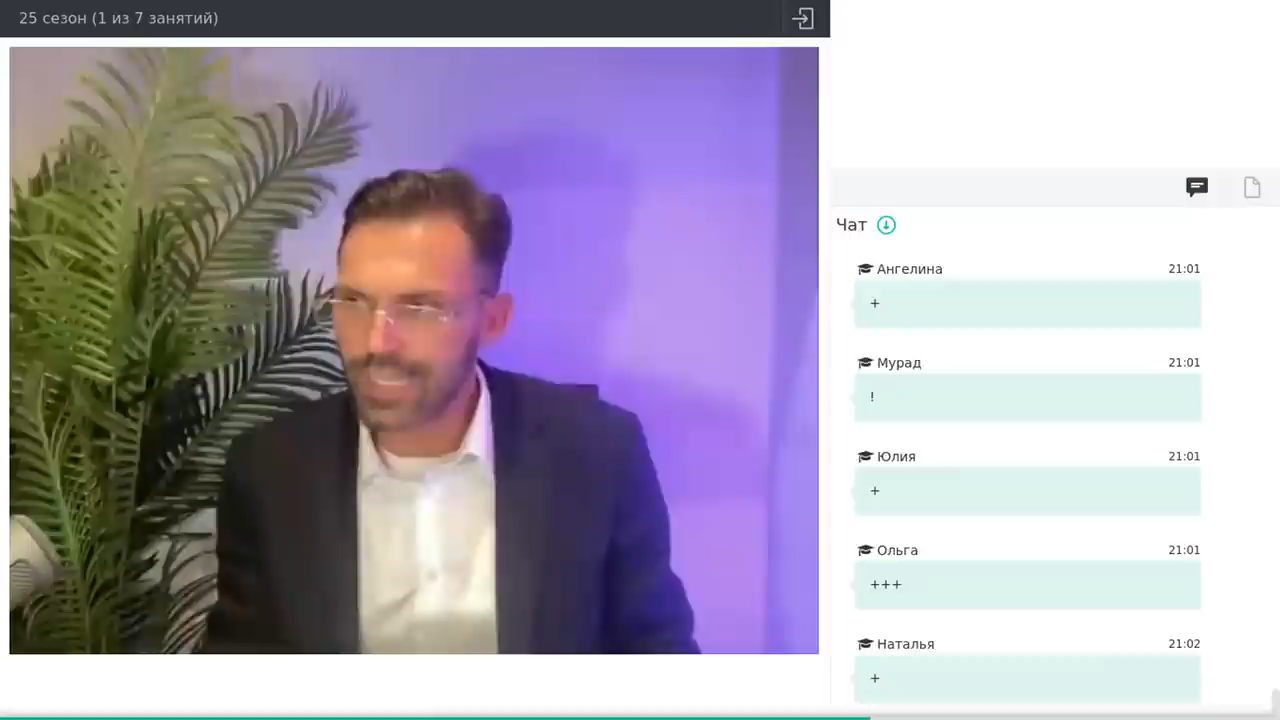 25 сезон (1 из 7 занятий)
Чат
Ангелина 21:01
+
Мурад 21:01
!
Юлия 21:01
+
Ольга 21:01
+++
Наталья 21:02
+